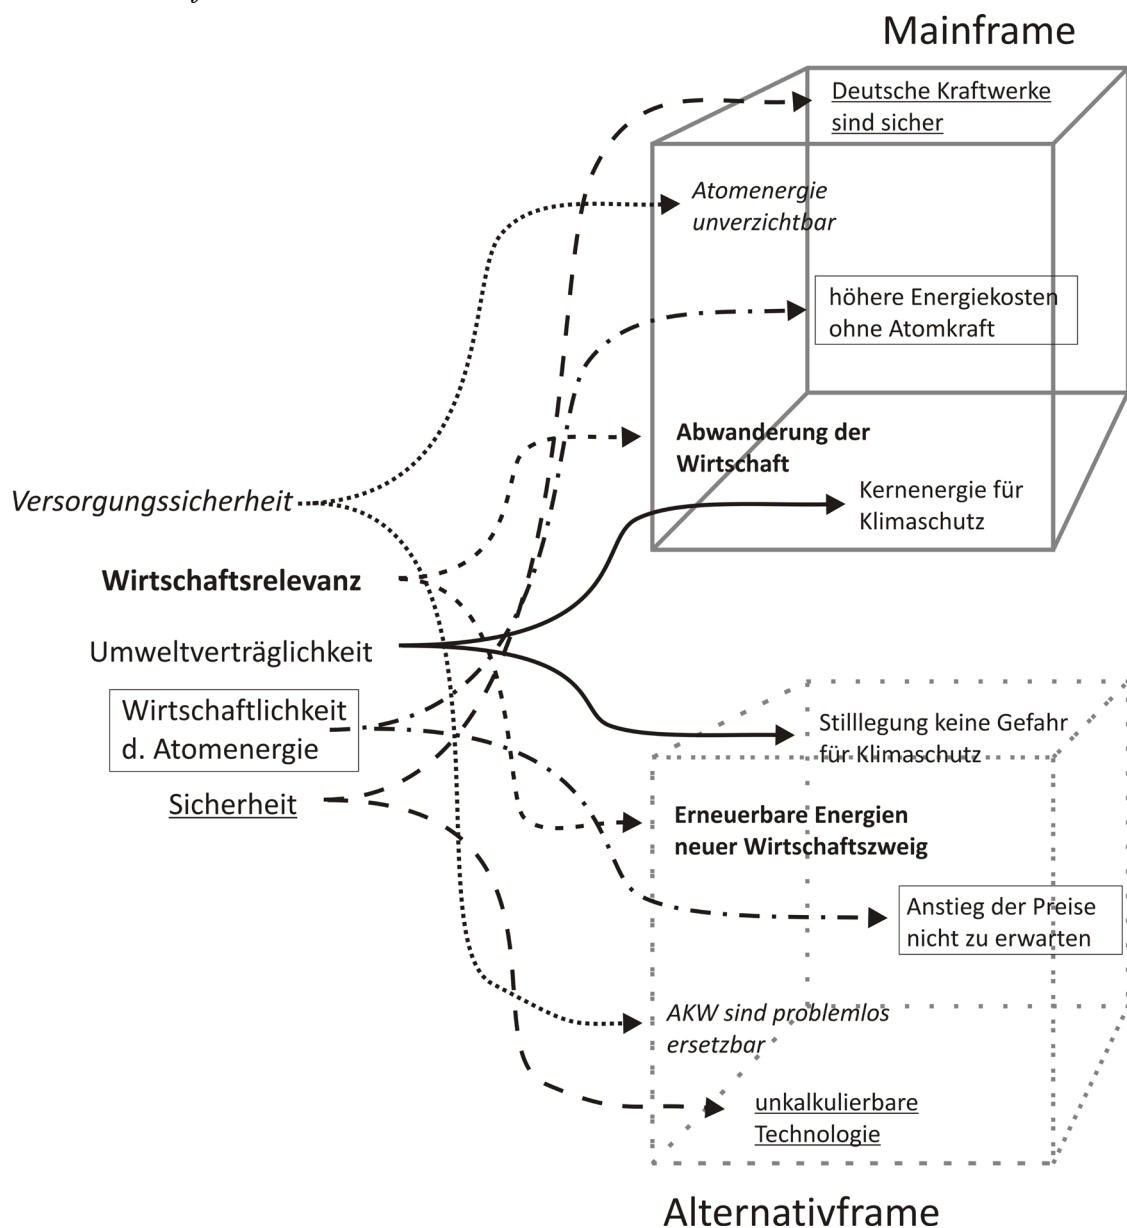 Mainframe
Deutsche Kraftwerke
sind sicher
Atomenergie
unverzichtbar
höhere Energiekosten
ohne Atomkraft
Abwanderung der
Wirtschaft
Kernenergie für
Klimaschutz
Versorgungssicherheit
Wirtschaftsrelevanz
Umweltverträglichkeit
Wirtschaftlichkeit
d. Atomenergie
Sicherheit
Stilllegung keine Gefahr
für Klimaschutz
Erneuerbare Energien
neuer Wirtschaftszweig
Anstieg der Preise
nicht zu erwarten
AKW sind problemlos
ersetzbar
unkalkulierbare
Technologie
Alternativframe